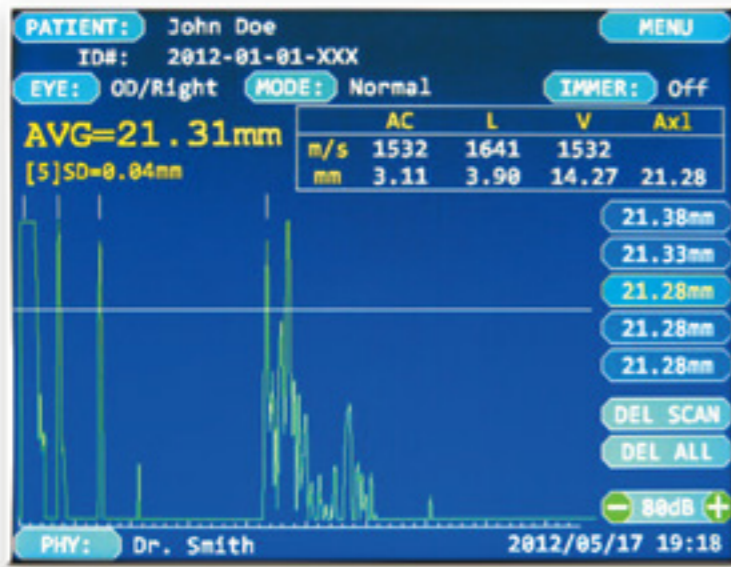 PATIENT: John Doe MENU
ID#: 2012-01-01-XXX
EYE: OD/Right MODE: Normal IMMER: Off
AVG=21.31mm
[5]SD=0.04mm
AC L V Axl
m/s 1532 1641 1532
mm 3.11 3.90 14.27 21.28
21.38mm
21.33mm
21.28mm
21.28mm
21.28mm
DEL SCAN
DEL ALL
− 80dB +
PHY: Dr. Smith 2012/05/17 19:18